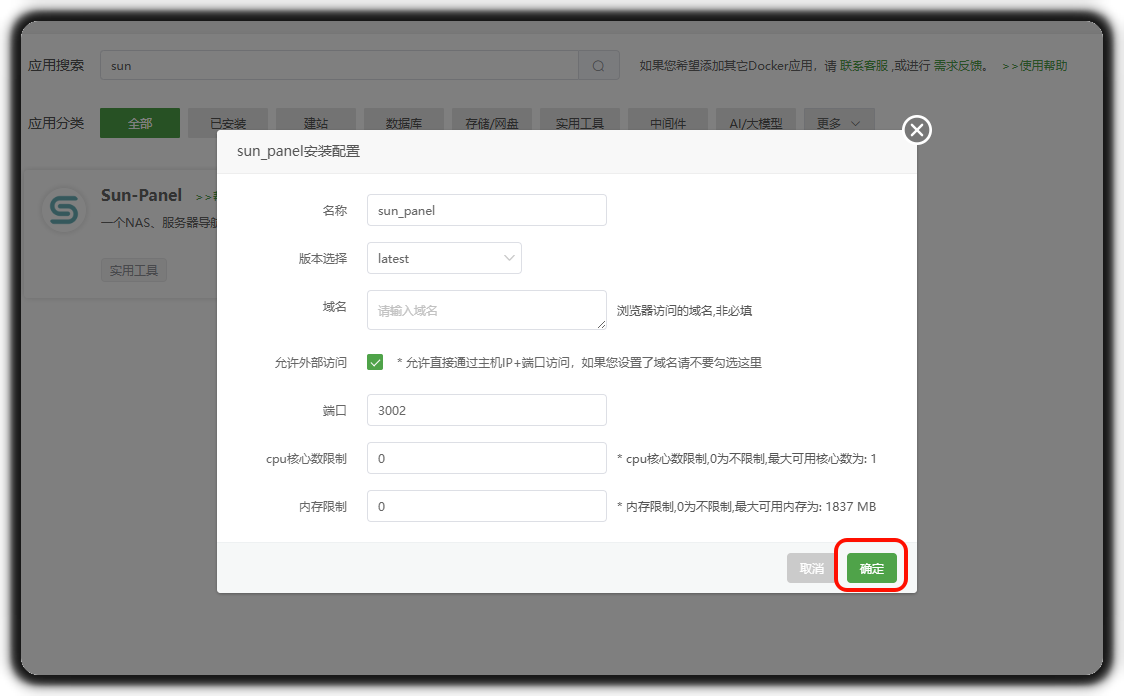 应用搜索 sun 如果您希望添加其它Docker应用，请 联系客服 ,或进行 需求反馈。 >>使用帮助
应用分类 全部 已安装 建站 数据库 存储/网盘 实用工具 中间件 AI/大模型 更多
sun_panel安装配置
Sun-Panel >>
一个NAS、服务器导航
实用工具
名称 sun_panel
版本选择 latest
域名 请输入域名 浏览器访问的域名,非必填
允许外部访问 * 允许直接通过主机IP+端口访问，如果您设置了域名请不要勾选这里
端口 3002
cpu核心数限制 0 * cpu核心数限制,0为不限制,最大可用核心数为: 1
内存限制 0 * 内存限制,0为不限制,最大可用内存为: 1837 MB
取消 确定